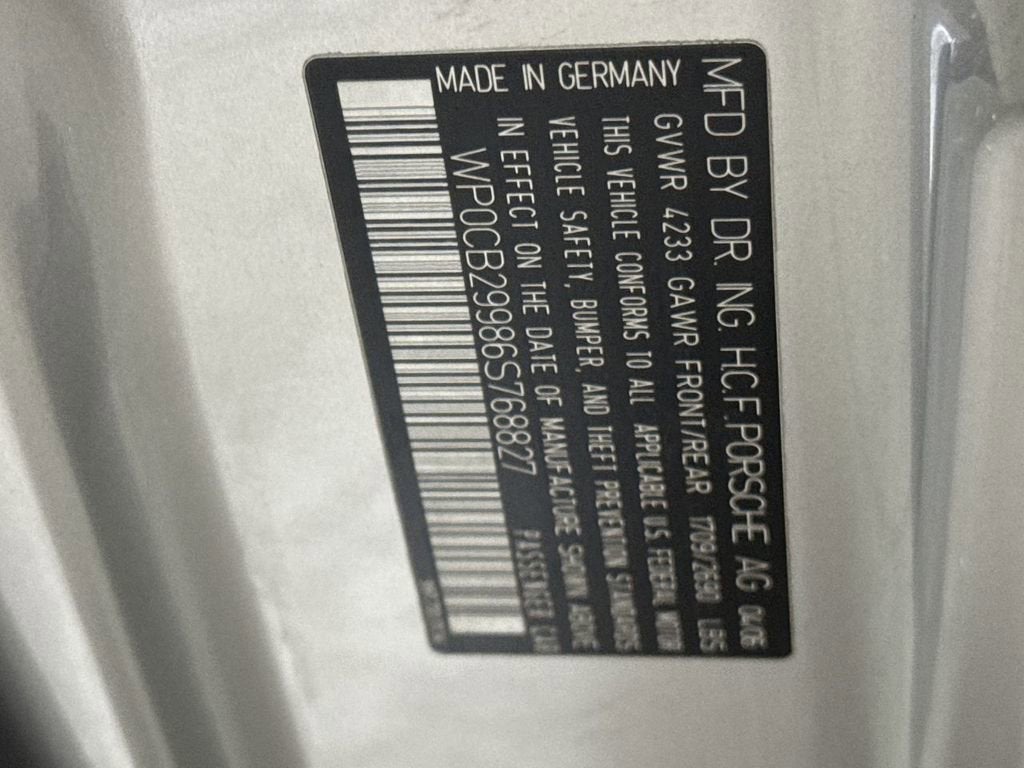 MFD BY DR. ING. H.C.F.PORSCHE AG 04/06
GVWR 4233 GAWR FRONT/REAR 1709/2690 LBS
THIS VEHICLE CONFORMS TO ALL APPLICABLE US FEDERAL MOTOR
VEHICLE SAFETY, BUMPER, AND THEFT PREVENTION STANDARDS
IN EFFECT ON THE DATE OF MANUFACTURE SHOWN ABOVE
WP0CB29986S768827 PASSENGER CAR
MADE IN GERMANY